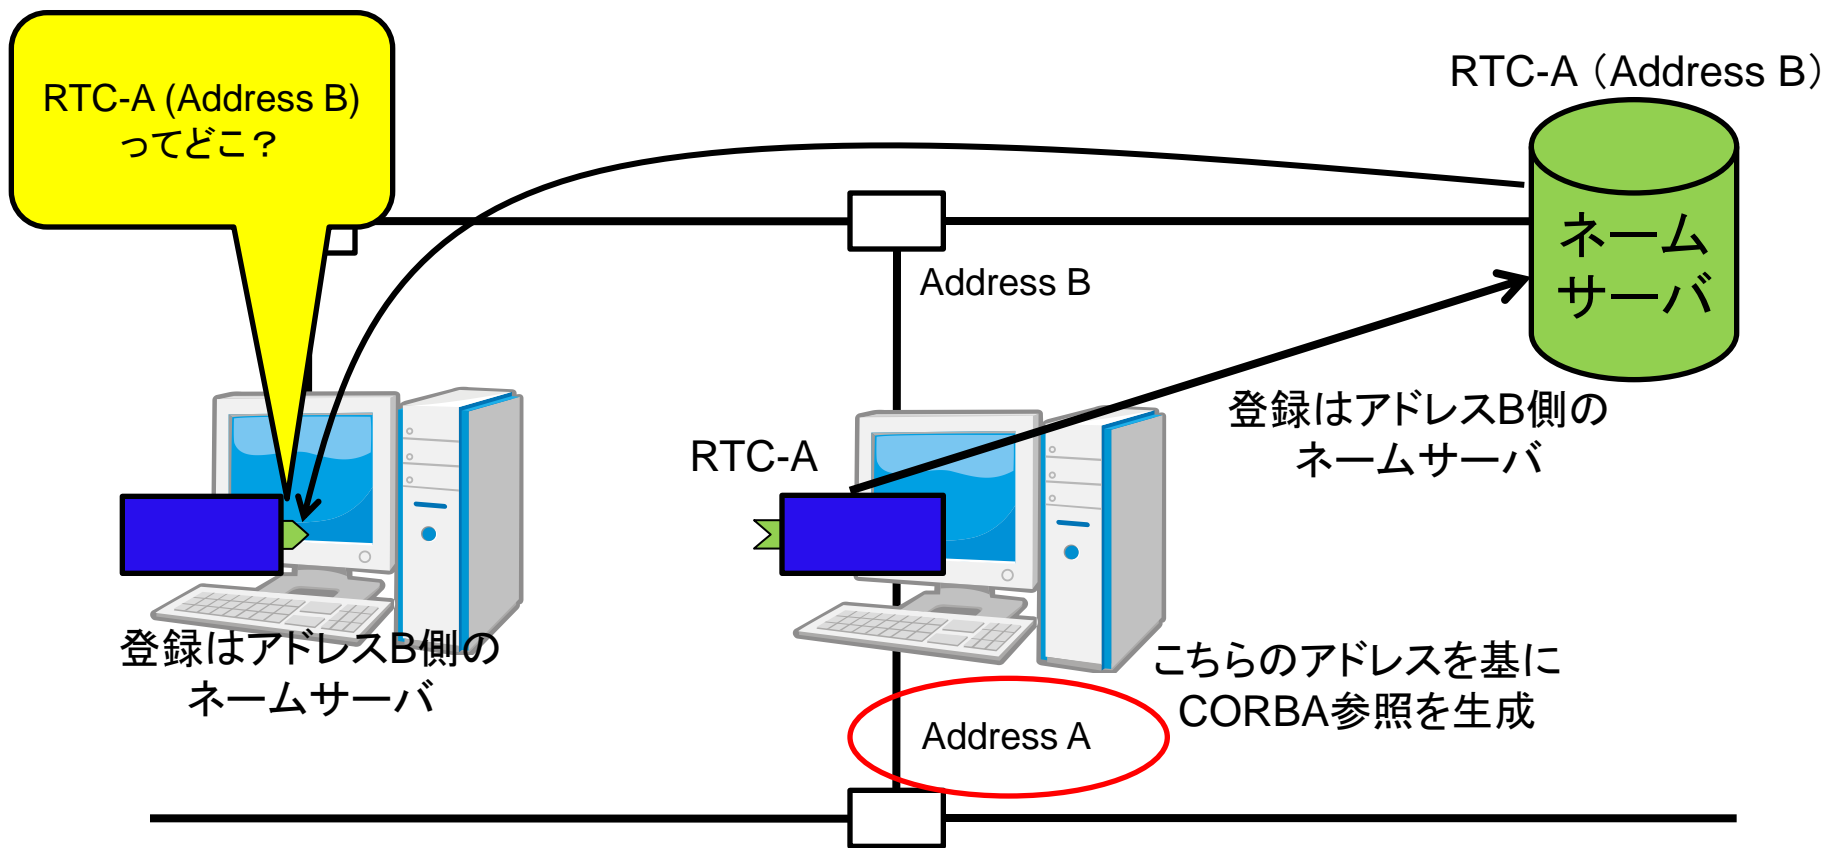 RTC-A (Address B)
ってどこ？
RTC-A（Address B）
ネーム
サーバ
Address B
登録はアドレスB側の
ネームサーバ
RTC-A
登録はアドレスB側の
ネームサーバ
こちらのアドレスを基に
CORBA参照を生成
Address A